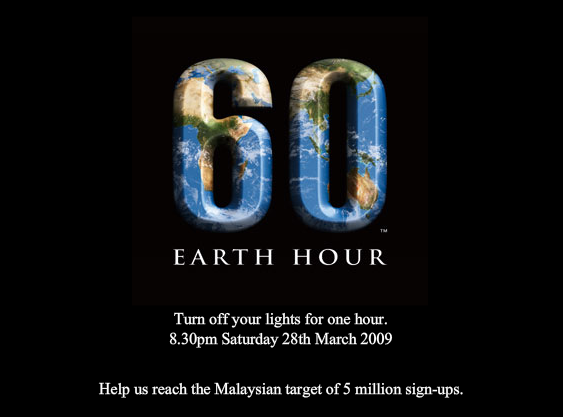 60
™
EARTH HOUR
Turn off your lights for one hour.
8.30pm Saturday 28th March 2009
Help us reach the Malaysian target of 5 million sign-ups.